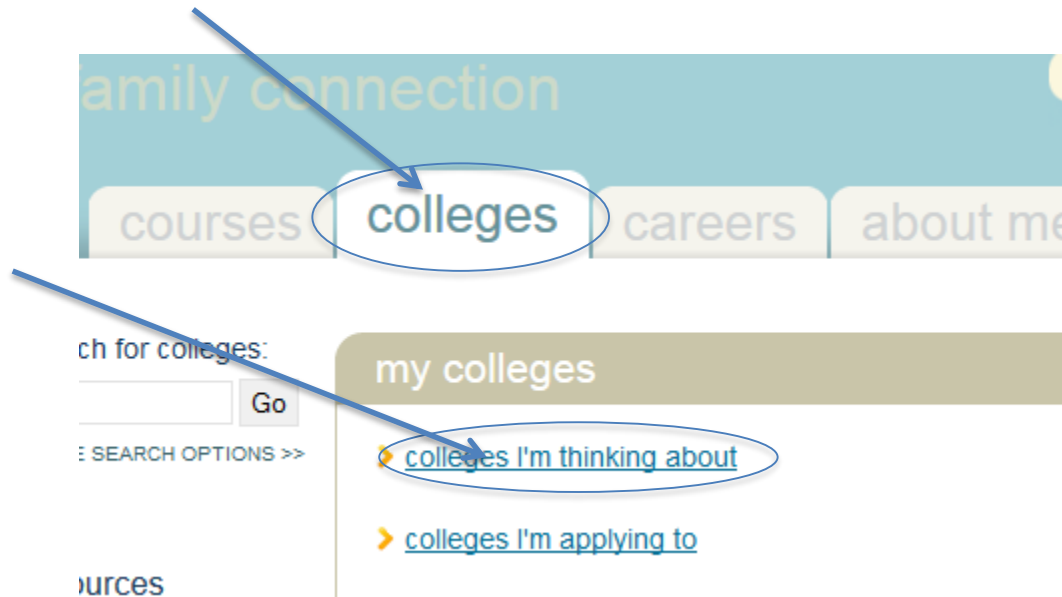 amily connection
courses colleges careers about me
ch for colleges:
Go
E SEARCH OPTIONS >>
my colleges
colleges I'm thinking about
colleges I'm applying to
ources